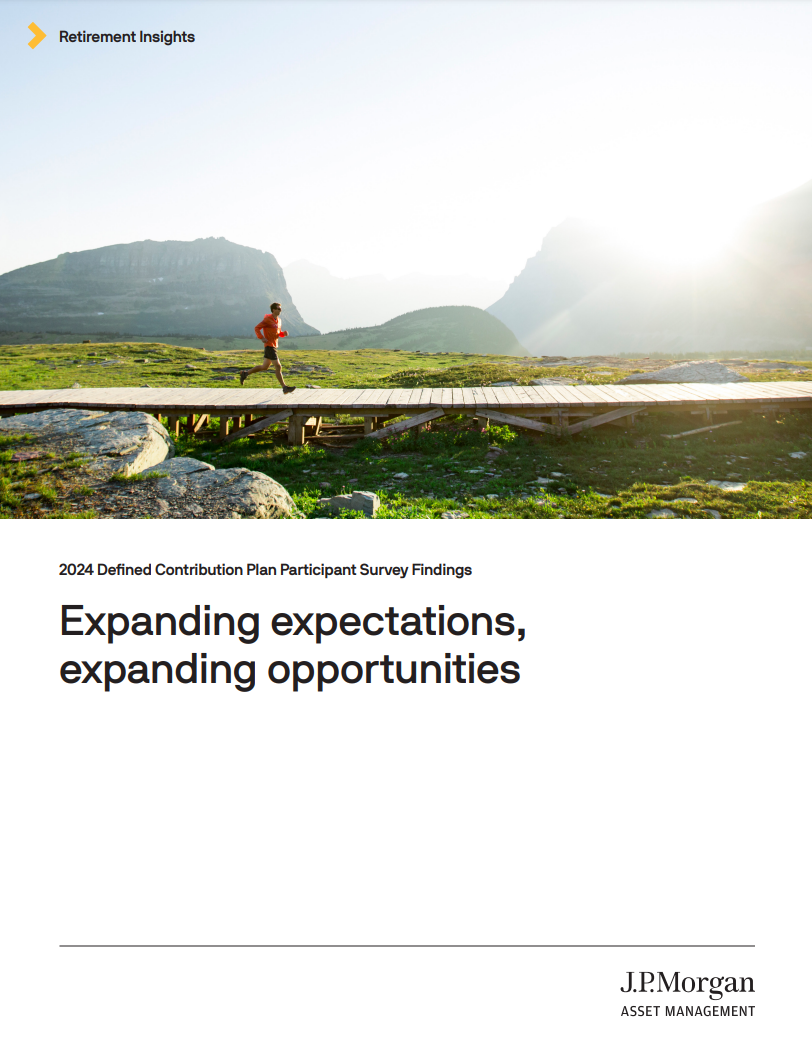 Retirement Insights
2024 Defined Contribution Plan Participant Survey Findings
Expanding expectations,
expanding opportunities
J.P.Morgan
ASSET MANAGEMENT